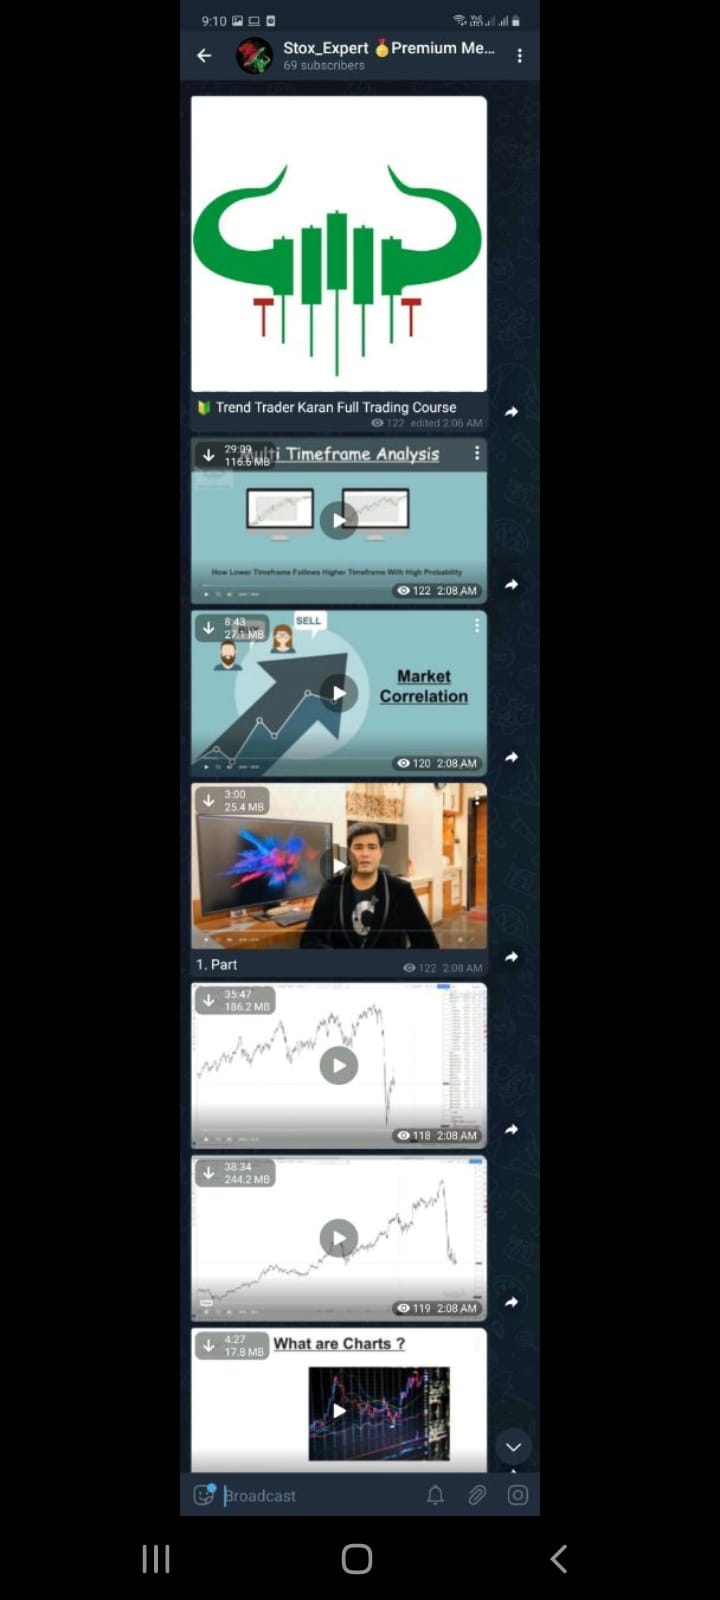 9:10
Stox_Expert 🏅Premium Me...
69 subscribers
🔰 Trend Trader Karan Full Trading Course
122 edited 2:06 AM
29:09
116.6 MB
Multi Timeframe Analysis
How Lower Timeframe Follows Higher Timeframe With High Probability
122 2:08 AM
8:43
27.1 MB
BUY
SELL
Market
Correlation
120 2:08 AM
3:00
25.4 MB
1. Part
122 2:08 AM
35:47
186.2 MB
118 2:08 AM
38:34
244.2 MB
119 2:08 AM
4:27
17.8 MB
What are Charts ?
Broadcast